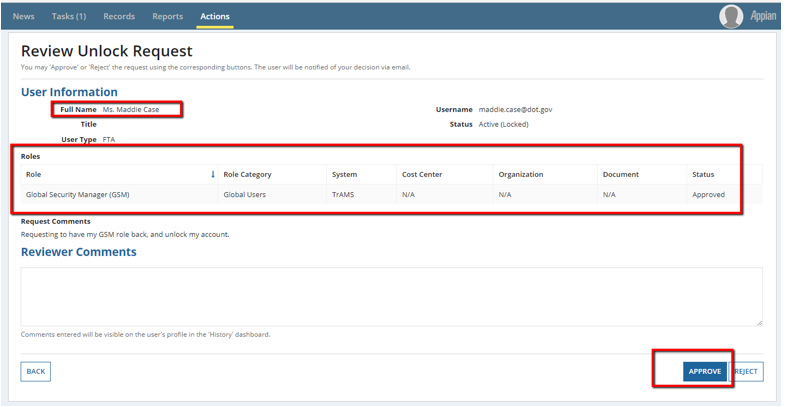 News Tasks (1) Records Reports Actions Appian
Review Unlock Request
You may 'Approve' or 'Reject' the request using the corresponding buttons. The user will be notified of your decision via email.
User Information
Full Name Ms. Maddie Case Username maddie.case@dot.gov
Title Status Active (Locked)
User Type FTA
Roles
Role ↓ Role Category System Cost Center Organization Document Status
Global Security Manager (GSM) Global Users TrAMS N/A N/A N/A Approved
Request Comments
Requesting to have my GSM role back, and unlock my account.
Reviewer Comments
Comments entered will be visible on the user's profile in the 'History' dashboard.
BACK APPROVE REJECT